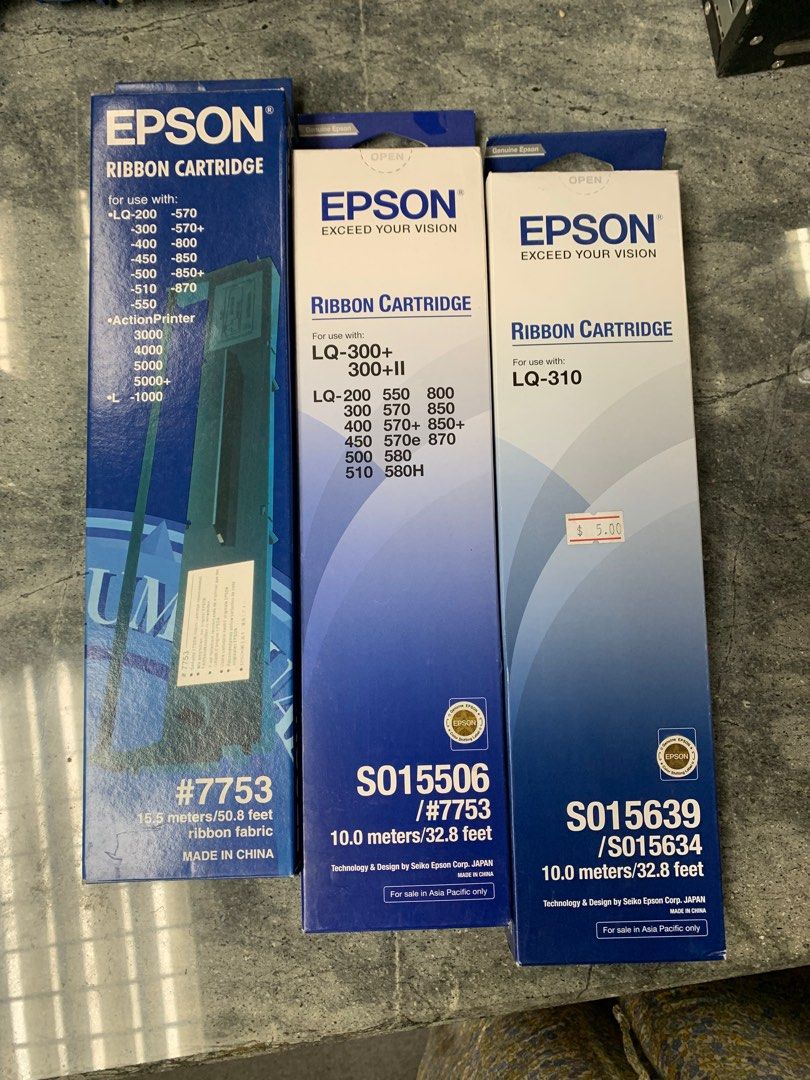 EPSON®
RIBBON CARTRIDGE
for use with:
•LQ-200 -570
-300 -570+
-400 -800
-450 -850
-500 -850+
-510 -870
-550
•ActionPrinter
3000
4000
5000
5000+
•L -1000
#7753
#7753
15.5 meters/50.8 feet
ribbon fabric
MADE IN CHINA
Genuine Epson
OPEN
EPSON®
EXCEED YOUR VISION
RIBBON CARTRIDGE
For use with:
LQ-300+
300+II
LQ-200 550 800
300 570 850
400 570+ 850+
450 570e 870
500 580
510 580H
EPSON
S015506
/#7753
10.0 meters/32.8 feet
Technology & Design by Seiko Epson Corp. JAPAN
MADE IN CHINA
For sale in Asia Pacific only
Genuine Epson
OPEN
EPSON®
EXCEED YOUR VISION
RIBBON CARTRIDGE
For use with:
LQ-310
$ 5.00
EPSON
S015639
/S015634
10.0 meters/32.8 feet
Technology & Design by Seiko Epson Corp. JAPAN
MADE IN CHINA
For sale in Asia Pacific only